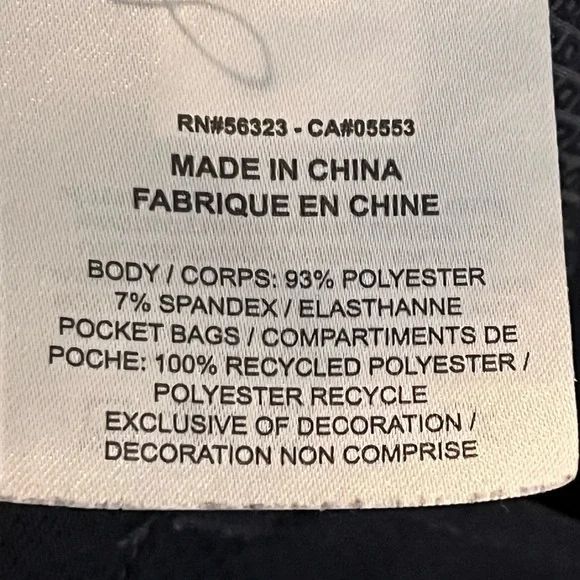 RN#56323 - CA#05553
MADE IN CHINA
FABRIQUE EN CHINE
BODY / CORPS: 93% POLYESTER
7% SPANDEX / ELASTHANNE
POCKET BAGS / COMPARTIMENTS DE
POCHE: 100% RECYCLED POLYESTER /
POLYESTER RECYCLE
EXCLUSIVE OF DECORATION /
DECORATION NON COMPRISE